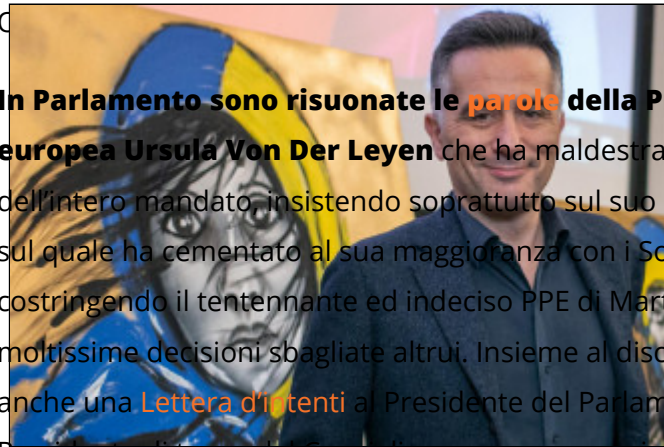 In Parlamento sono risuonate le parole della P
europea Ursula Von Der Leyen che ha maldestra
dell'intero mandato, insistendo soprattutto sul suo
sul quale ha cementato al sua maggioranza con i So
costringendo il tentennante ed indeciso PPE di Mar
moltissime decisioni sbagliate altrui. Insieme al disc
anche una Lettera d'intenti al Presidente del Parlam